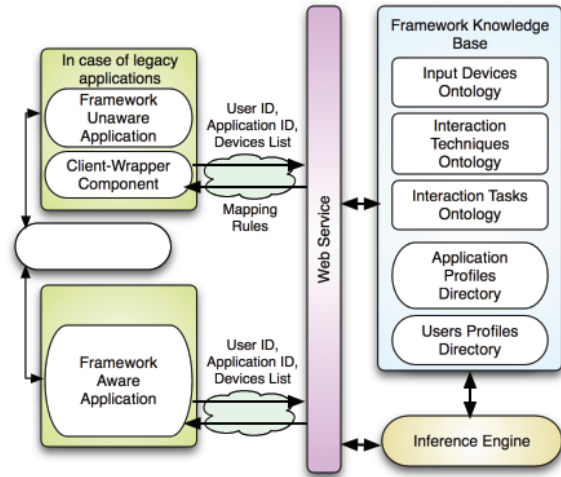 In case of legacy
applications
Framework
Unaware
Application
Client-Wrapper
Component
User ID,
Application ID,
Devices List
Mapping
Rules
Framework
Aware
Application
User ID,
Application ID,
Devices List
Web Service
Framework Knowledge
Base
Input Devices
Ontology
Interaction
Techniques
Ontology
Interaction Tasks
Ontology
Application
Profiles
Directory
Users Profiles
Directory
Inference Engine